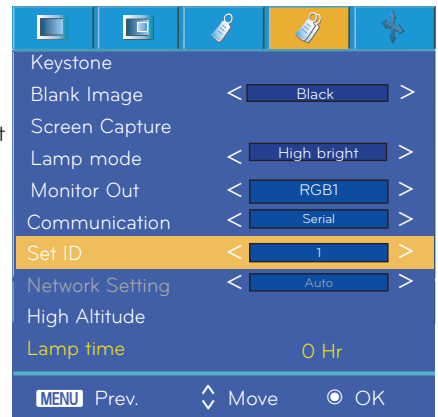 Keystone
Blank Image < Black >
Screen Capture
Lamp mode < High bright >
Monitor Out < RGB1 >
Communication < Serial >
Set ID < 1 >
Network Setting < Auto >
High Altitude
Lamp time 0 Hr
MENU Prev. Move OK